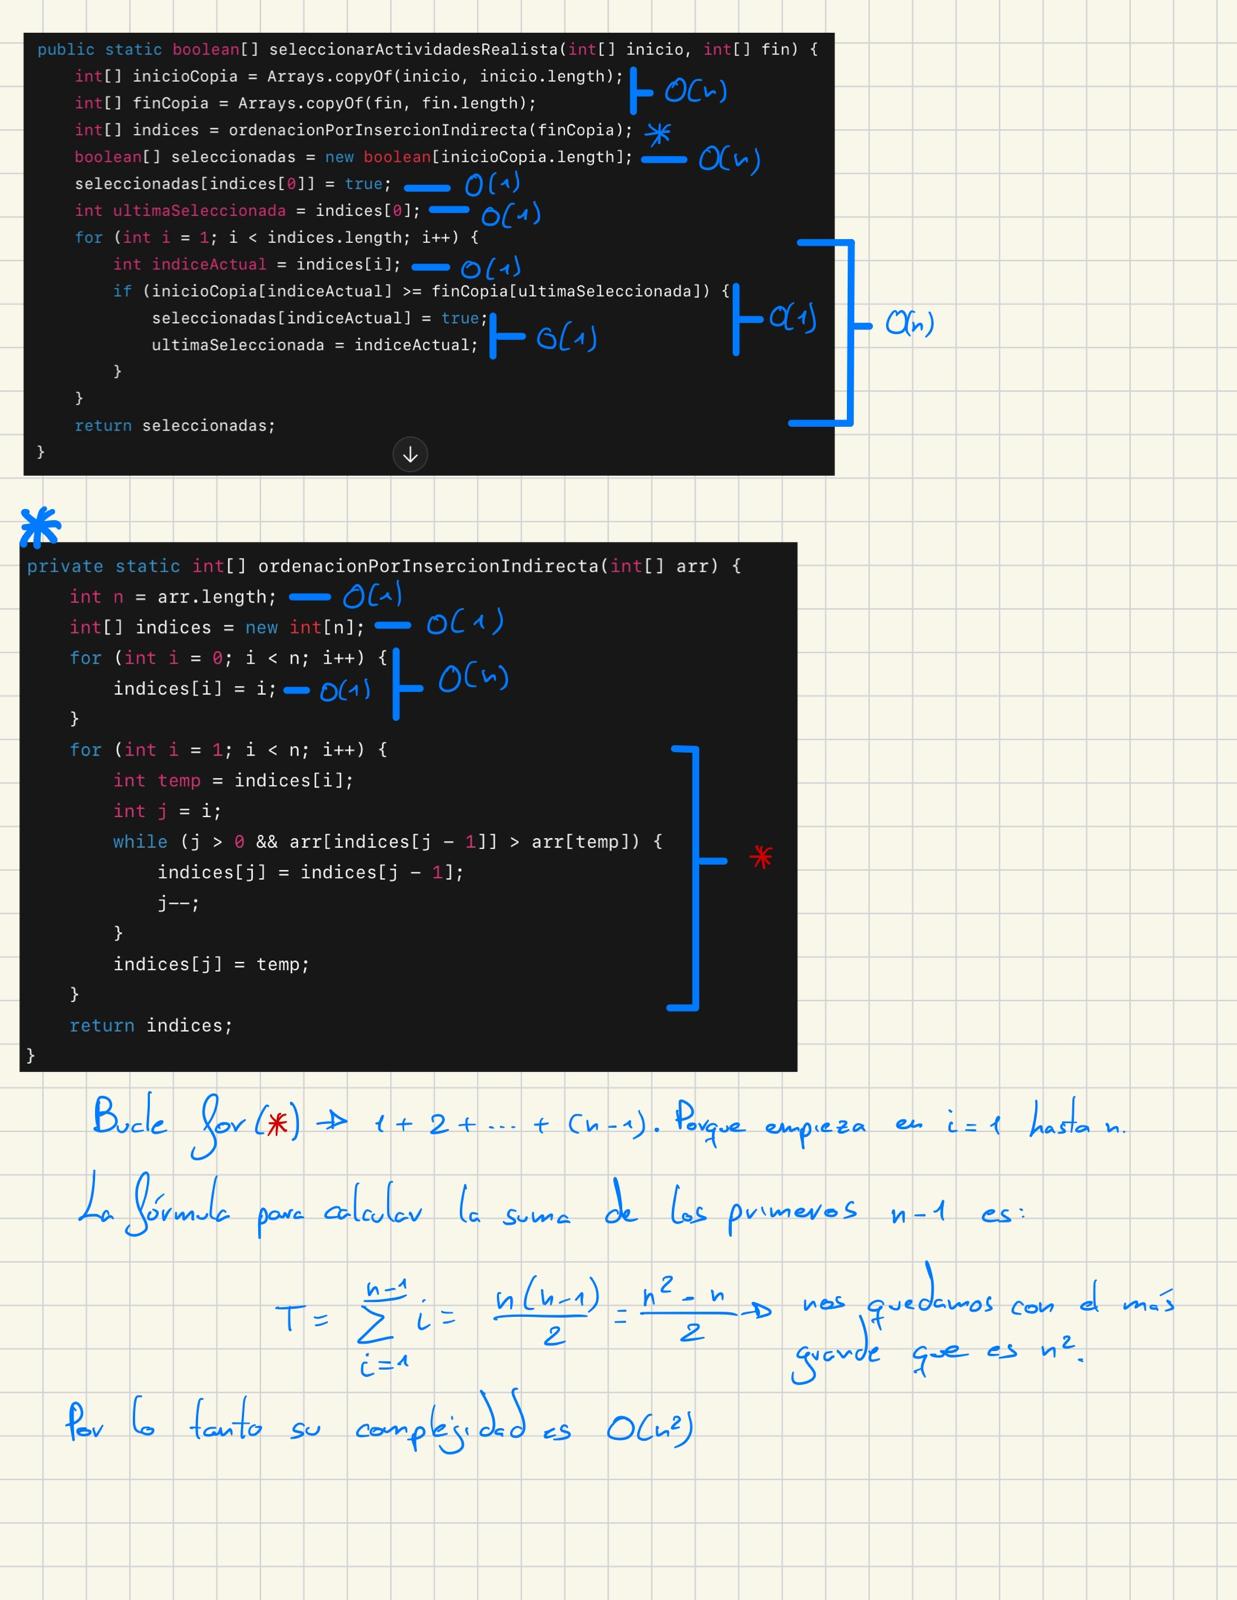 public static boolean[] seleccionarActividadesRealista(int[] inicio, int[] fin) {
int[] inicioCopia = Arrays.copyOf(inicio, inicio.length);
O(n)
int[] finCopia = Arrays.copyOf(fin, fin.length);
int[] indices = ordenacionPorInsercionIndirecta(finCopia); *
boolean[] seleccionadas = new boolean[inicioCopia.length]; O(n)
seleccionadas[indices[0]] = true; O(1)
int ultimaSeleccionada = indices[0]; O(1)
for (int i = 1; i < indices.length; i++) {
int indiceActual = indices[i]; O(1)
if (inicioCopia[indiceActual] >= finCopia[ultimaSeleccionada]) {
seleccionadas[indiceActual] = true; O(1) O(n)
ultimaSeleccionada = indiceActual; O(1)
}
}
return seleccionadas;
}
*
private static int[] ordenacionPorInsercionIndirecta(int[] arr) {
int n = arr.length; O(1)
int[] indices = new int[n]; O(1)
for (int i = 0; i < n; i++) {
indices[i] = i; O(1) O(n)
}
for (int i = 1; i < n; i++) {
int temp = indices[i];
int j = i;
while (j > 0 && arr[indices[j - 1]] > arr[temp]) {
*
indices[j] = indices[j - 1];
j--;
}
indices[j] = temp;
}
return indices;
}
Bucle for (*) → 1 + 2 + ... + (n-1). Porque empieza en i = 1 hasta n.
La fórmula para calcular la suma de los primeros n-1 es:
T = ∑_{i=1}^{n-1} i = n(n-1)/2 = n² - n/2 → nos quedamos con el más
grande que es n².
Por lo tanto su complejidad es O(n²)